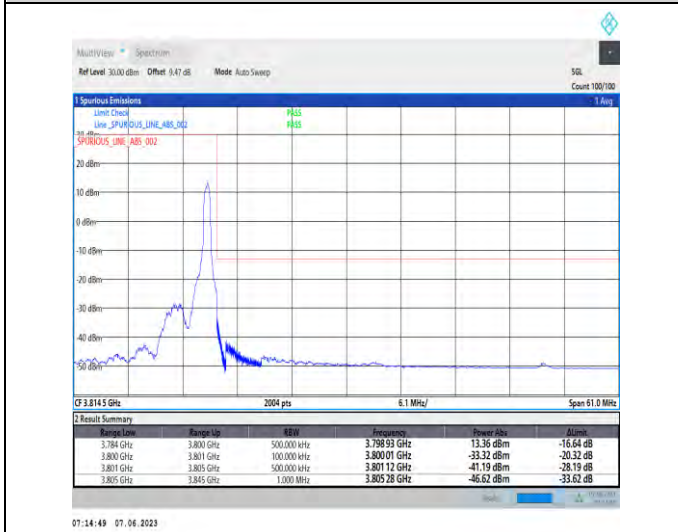 MultiView Spectrum
Ref Level 30.00 dBm Offset 9.47 dB Mode Auto Sweep SGL
Count 100/100
1 Spurious Emissions 1 Avg
Limit Check PASS
Line _SPURIOUS_LINE_ABS_002 PASS
_SPURIOUS_LINE_ABS_002
20 dBm
10 dBm
0 dBm
-10 dBm
-20 dBm
-30 dBm
-40 dBm
-50 dBm
CF 3.814 5 GHz 2004 pts 6.1 MHz/ Span 61.0 MHz
2 Result Summary
Range Low Range Up RBW Frequency Power Abs ΔLimit
3.784 GHz 3.800 GHz 500.000 kHz 3.798 93 GHz 13.36 dBm -16.64 dB
3.800 GHz 3.801 GHz 100.000 kHz 3.800 01 GHz -33.32 dBm -20.32 dB
3.801 GHz 3.805 GHz 500.000 kHz 3.801 12 GHz -41.19 dBm -28.19 dB
3.805 GHz 3.845 GHz 1.000 MHz 3.805 28 GHz -46.62 dBm -33.62 dB
07:14:49 07.06.2023